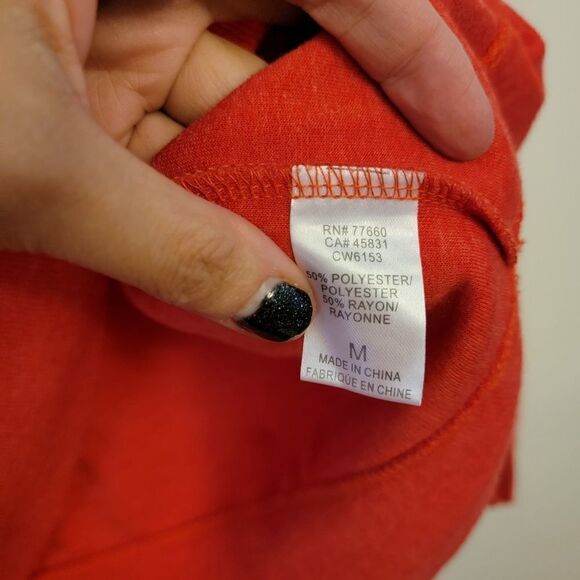 RN# 77660
CA# 45831
CW6153
50% POLYESTER/
POLYESTER
50% RAYON/
RAYONNE
M
MADE IN CHINA
FABRIQUE EN CHINE